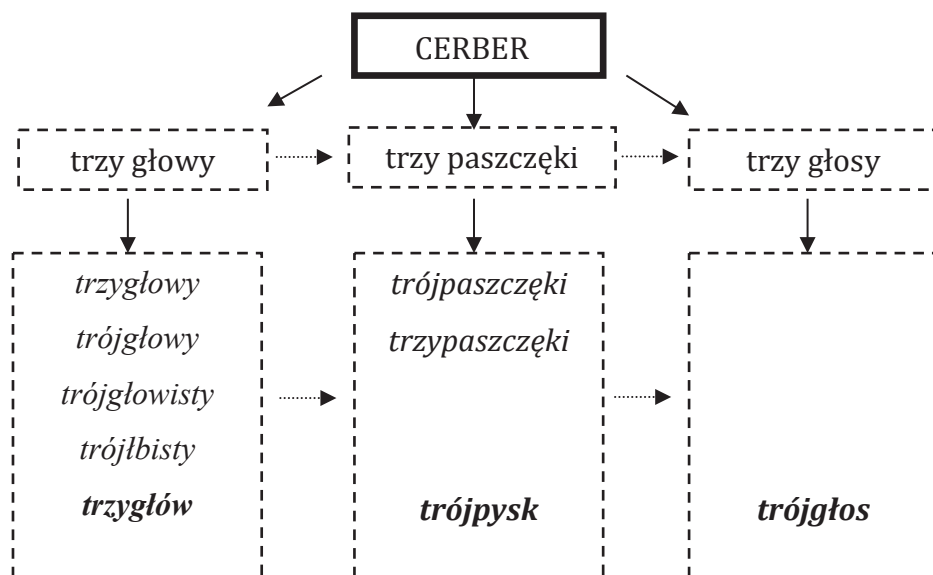 CERBER
trzy głowy
trzy paszczęki
trzy głosy
trzygłowy
trójgłowy
trójgłowisty
trójłbisty
trzygłów
trójpaszczęki
trzypaszczęki
trójpysk
trójgłos